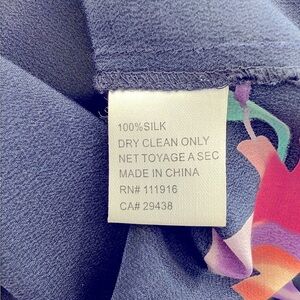 100%SILK
DRY CLEAN ONLY
NET TOYAGE A SEC
MADE IN CHINA
RN# 111916
CA# 29438